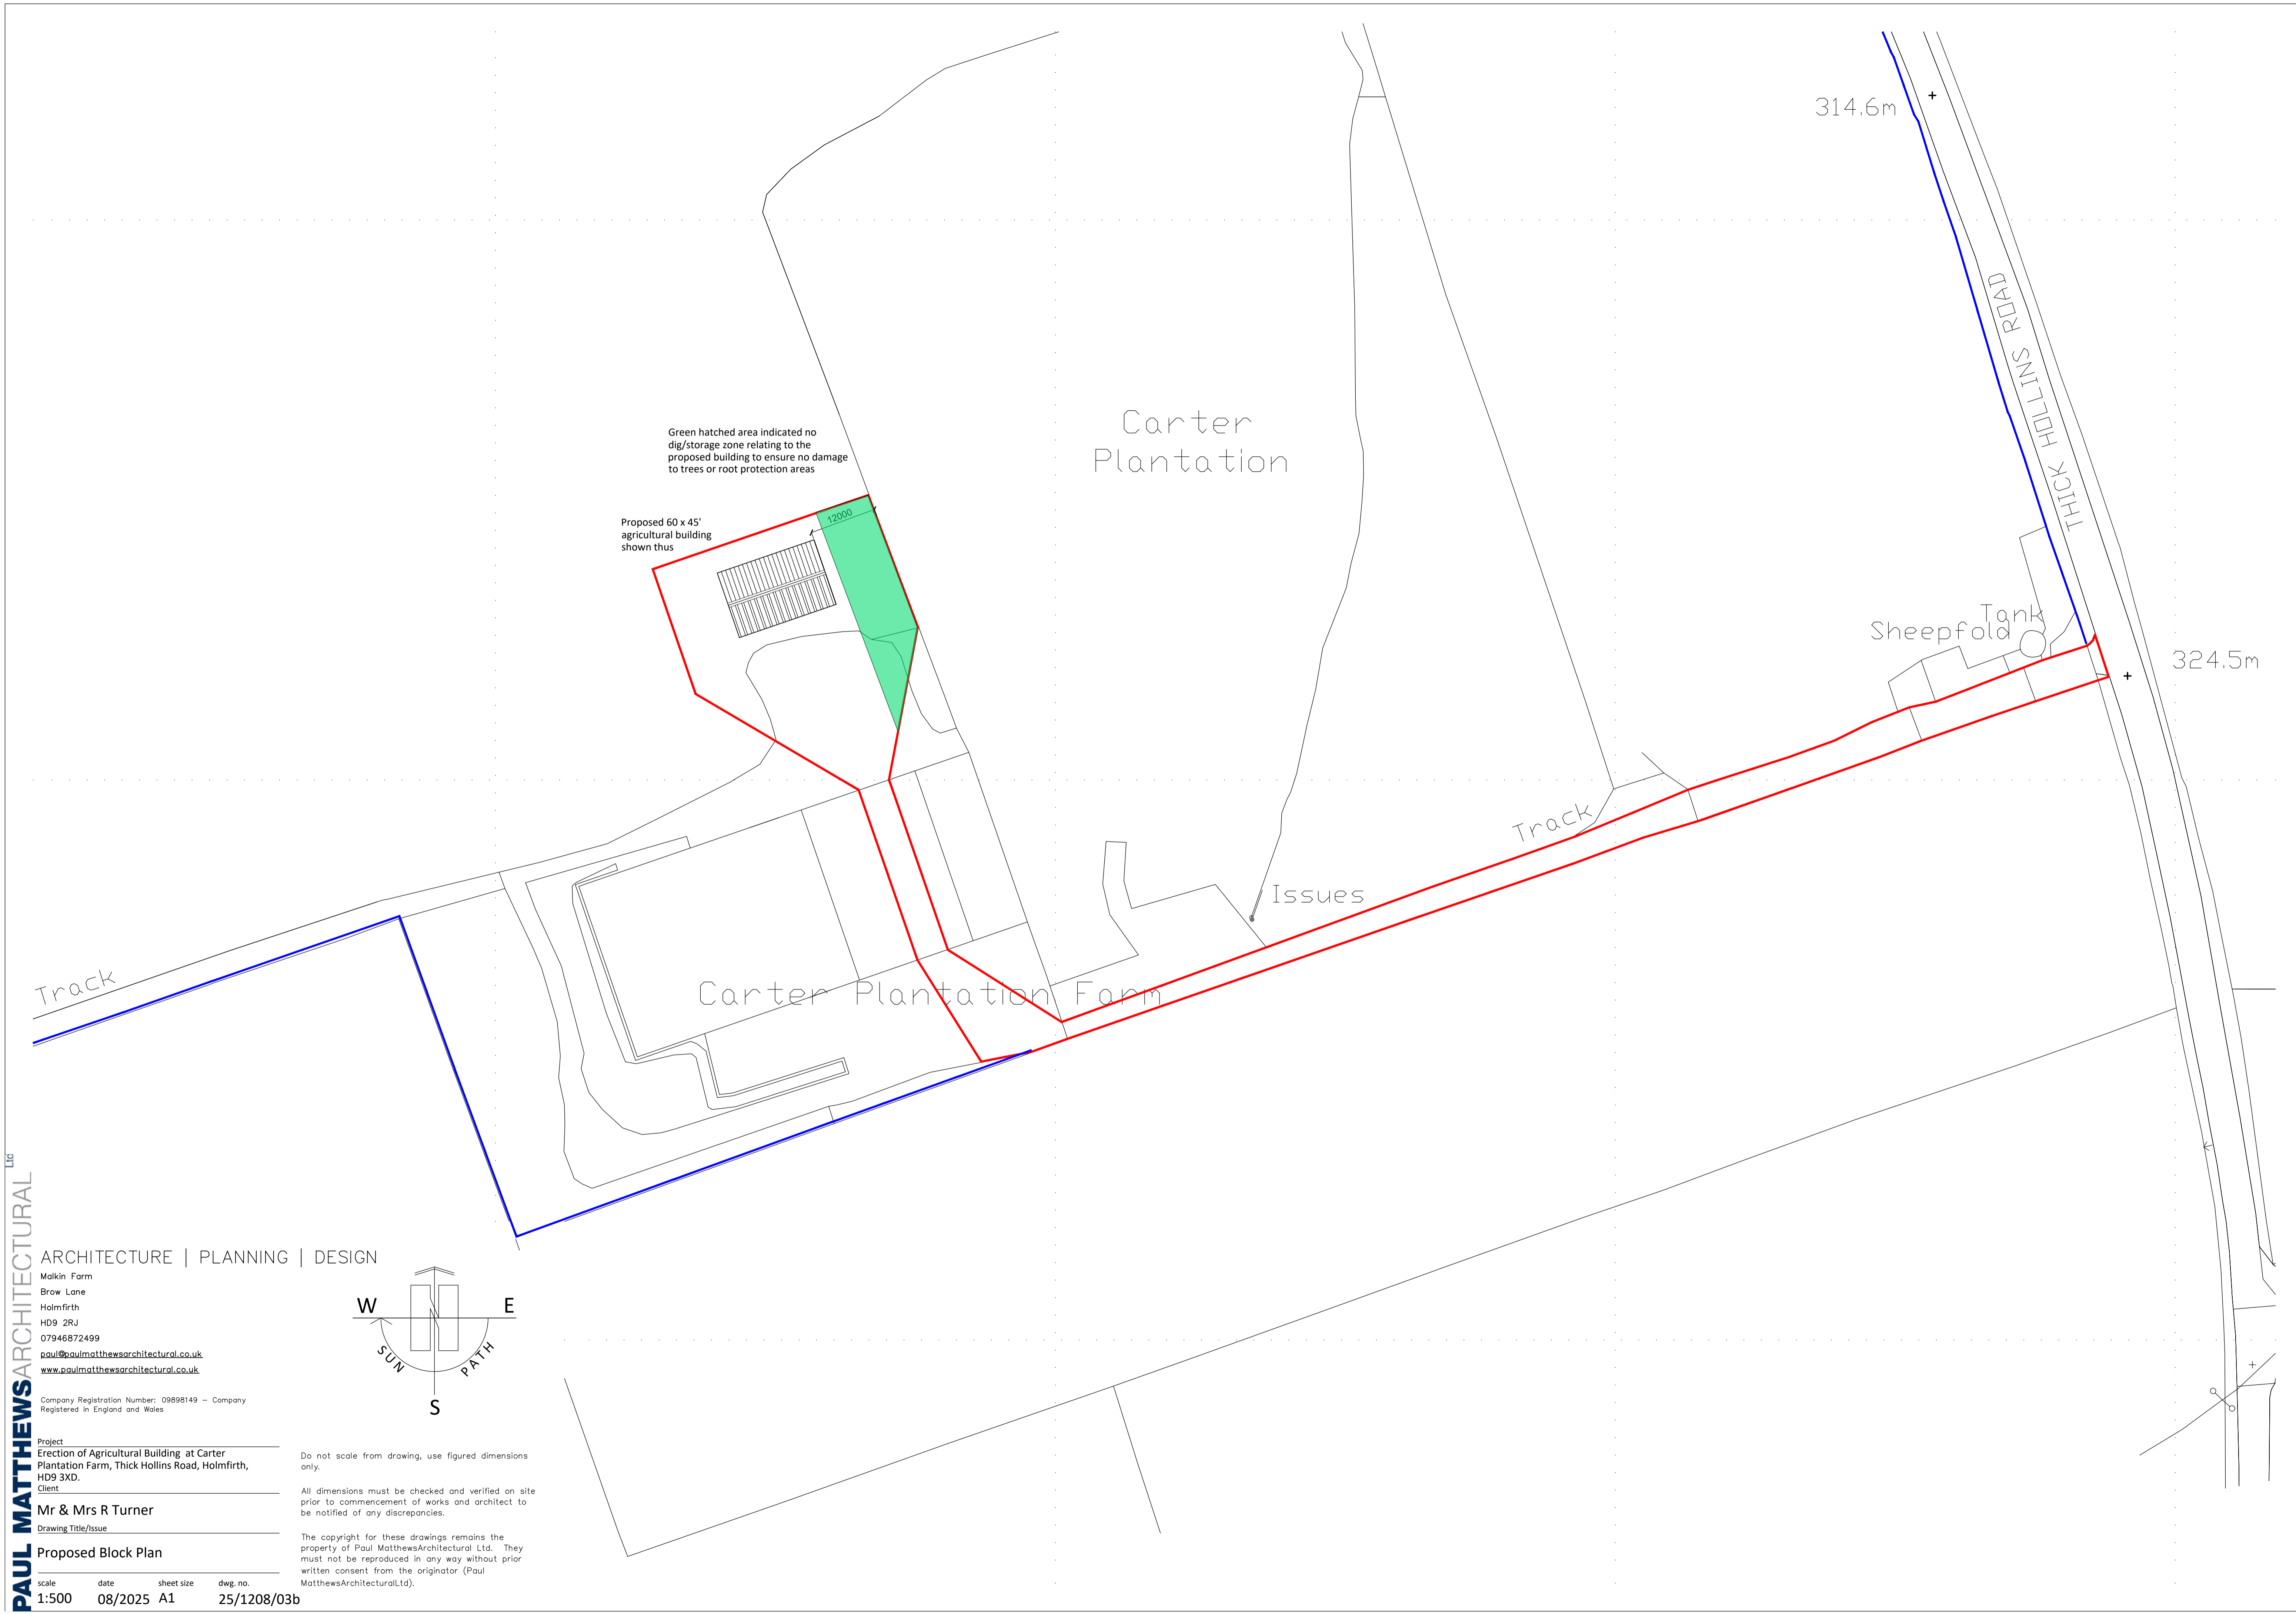 314.6m
THICK HOLLINS ROAD
Carter
Plantation
Green hatched area indicated no
dig/storage zone relating to the
proposed building to ensure no damage
to trees or root protection areas
12000
Proposed 60 x 45'
agricultural building
shown thus
Tank
Sheepfold
324.5m
Track
Issues
Track
Carter Plantation Farm
PAUL MATTHEWSARCHITECTURAL Ltd
ARCHITECTURE | PLANNING | DESIGN
Malkin Farm
Brow Lane
Holmfirth
HD9 2RJ
07946872499
paul@paulmatthewsarchitectural.co.uk
www.paulmatthewsarchitectural.co.uk
Company Registration Number: 09898149 – Company
Registered in England and Wales
N
W E
SUN PATH
S
Project
Erection of Agricultural Building at Carter
Plantation Farm, Thick Hollins Road, Holmfirth,
HD9 3XD.
Client
Mr & Mrs R Turner
Drawing Title/Issue
Proposed Block Plan
scale date sheet size dwg. no.
1:500 08/2025 A1 25/1208/03b
Do not scale from drawing, use figured dimensions
only.
All dimensions must be checked and verified on site
prior to commencement of works and architect to
be notified of any discrepancies.
The copyright for these drawings remains the
property of Paul MatthewsArchitectural Ltd. They
must not be reproduced in any way without prior
written consent from the originator (Paul
MatthewsArchitecturalLtd).